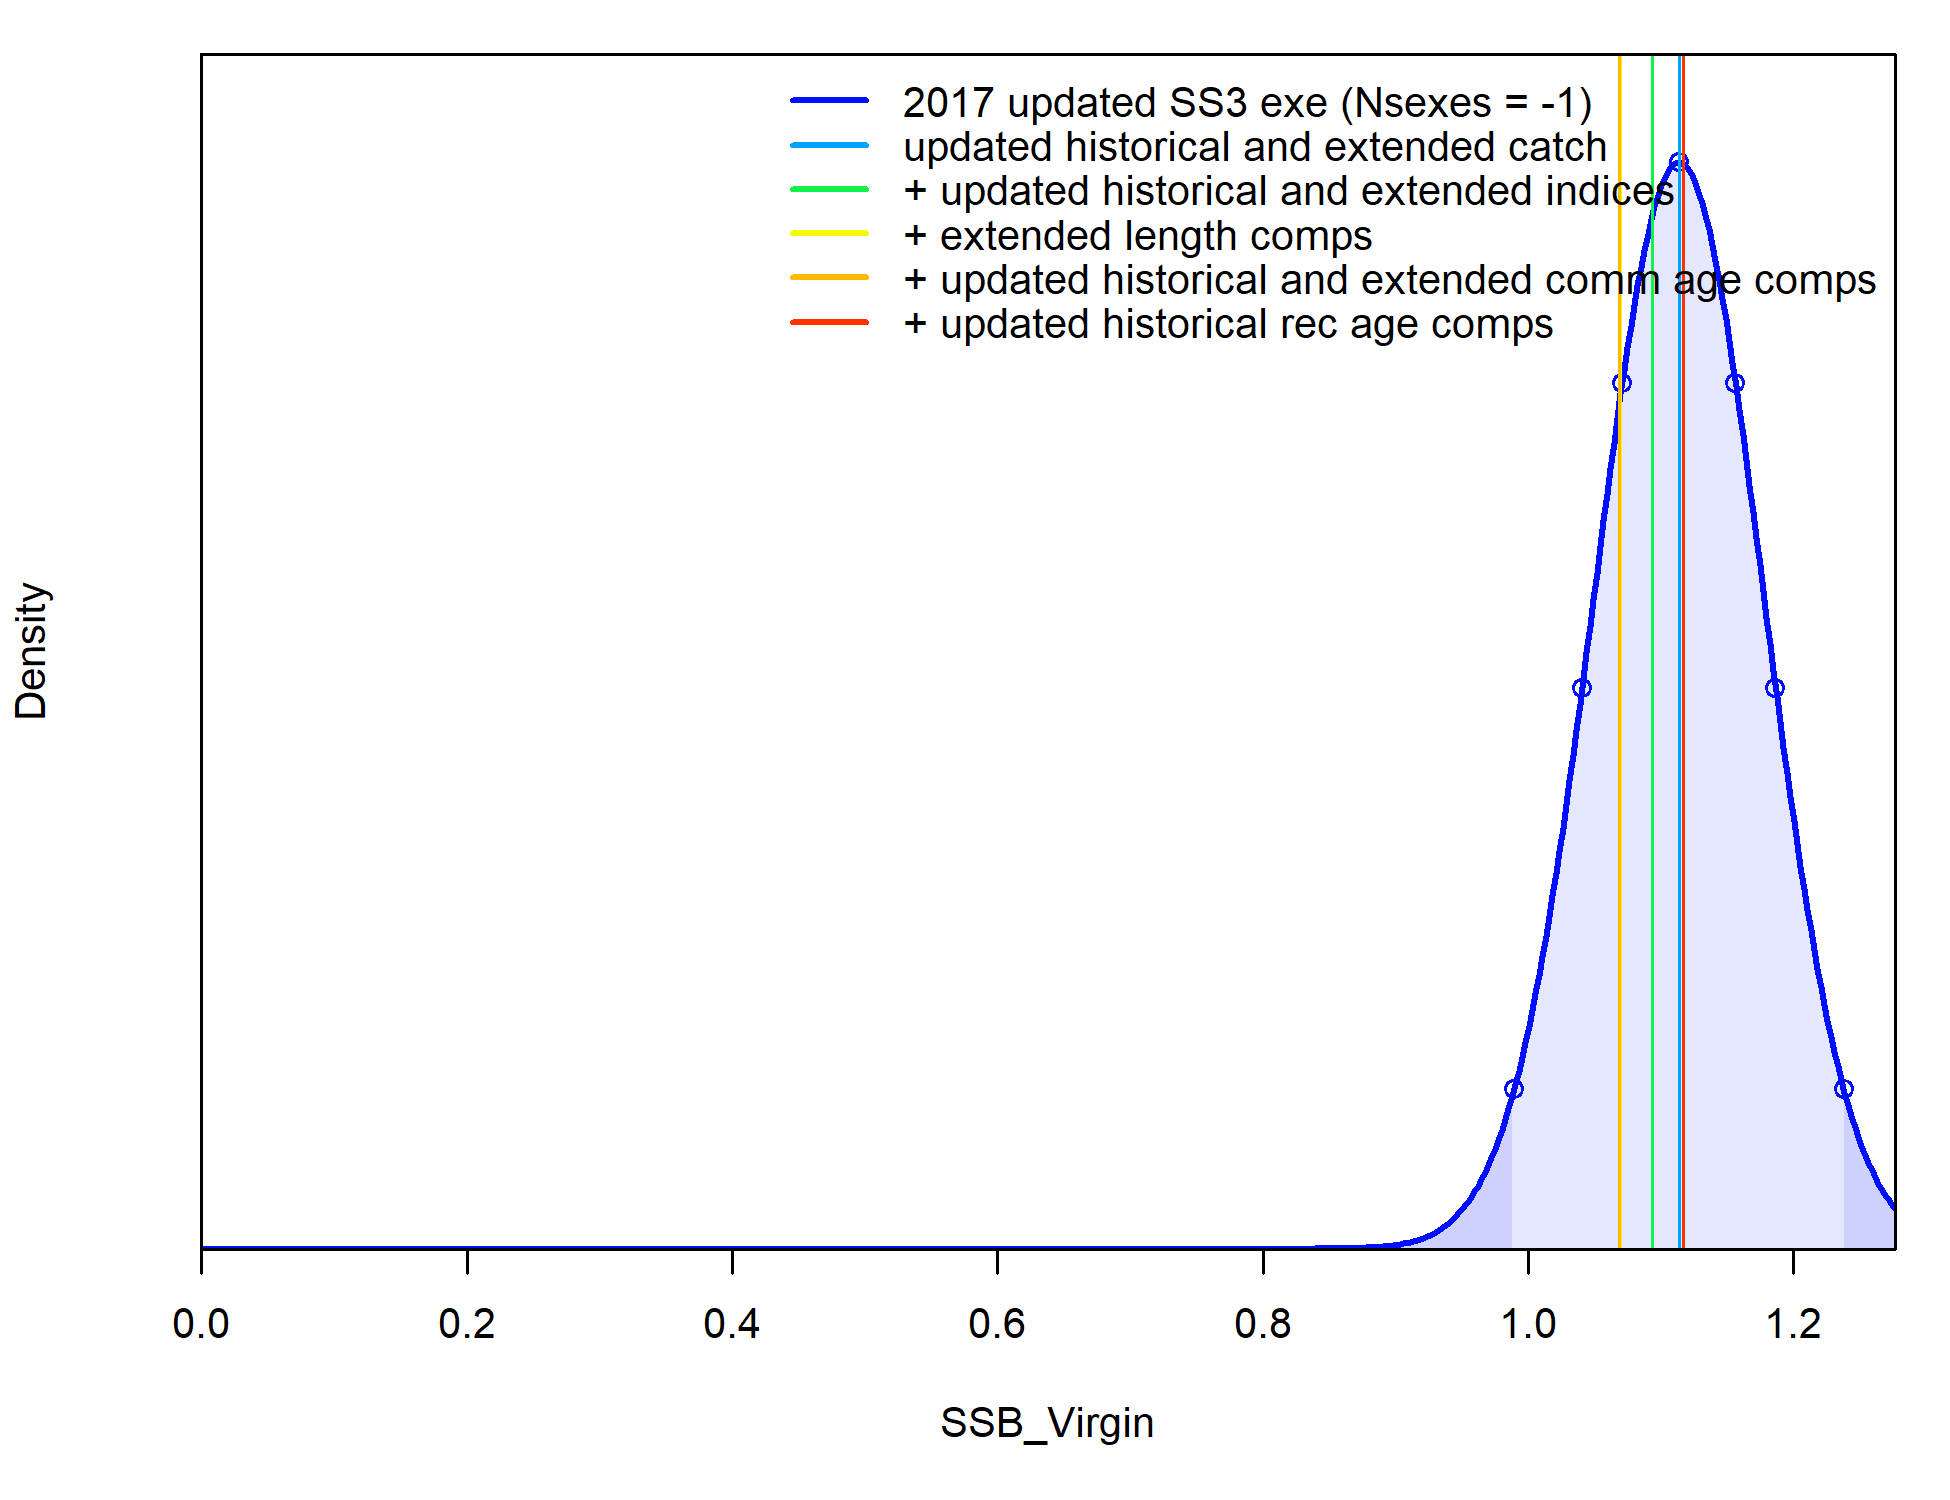 2017 updated SS3 exe (Nsexes = -1)
updated historical and extended catch
+ updated historical and extended indices
+ extended length comps
+ updated historical and extended comm age comps
+ updated historical rec age comps
Density
0.0 0.2 0.4 0.6 0.8 1.0 1.2
SSB_Virgin